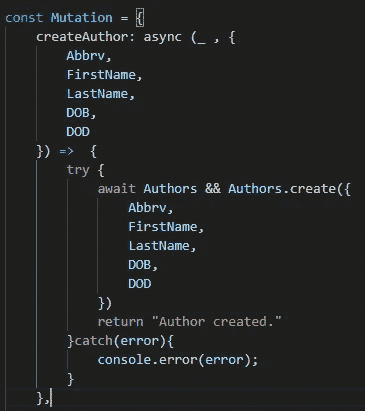 const Mutation = {
createAuthor: async (_ , {
Abbrv,
FirstName,
LastName,
DOB,
DOD
}) =>  {
try {
await Authors && Authors.create({
Abbrv,
FirstName,
LastName,
DOB,
DOD
})
return "Author created."
}catch(error){
console.error(error);
}
},